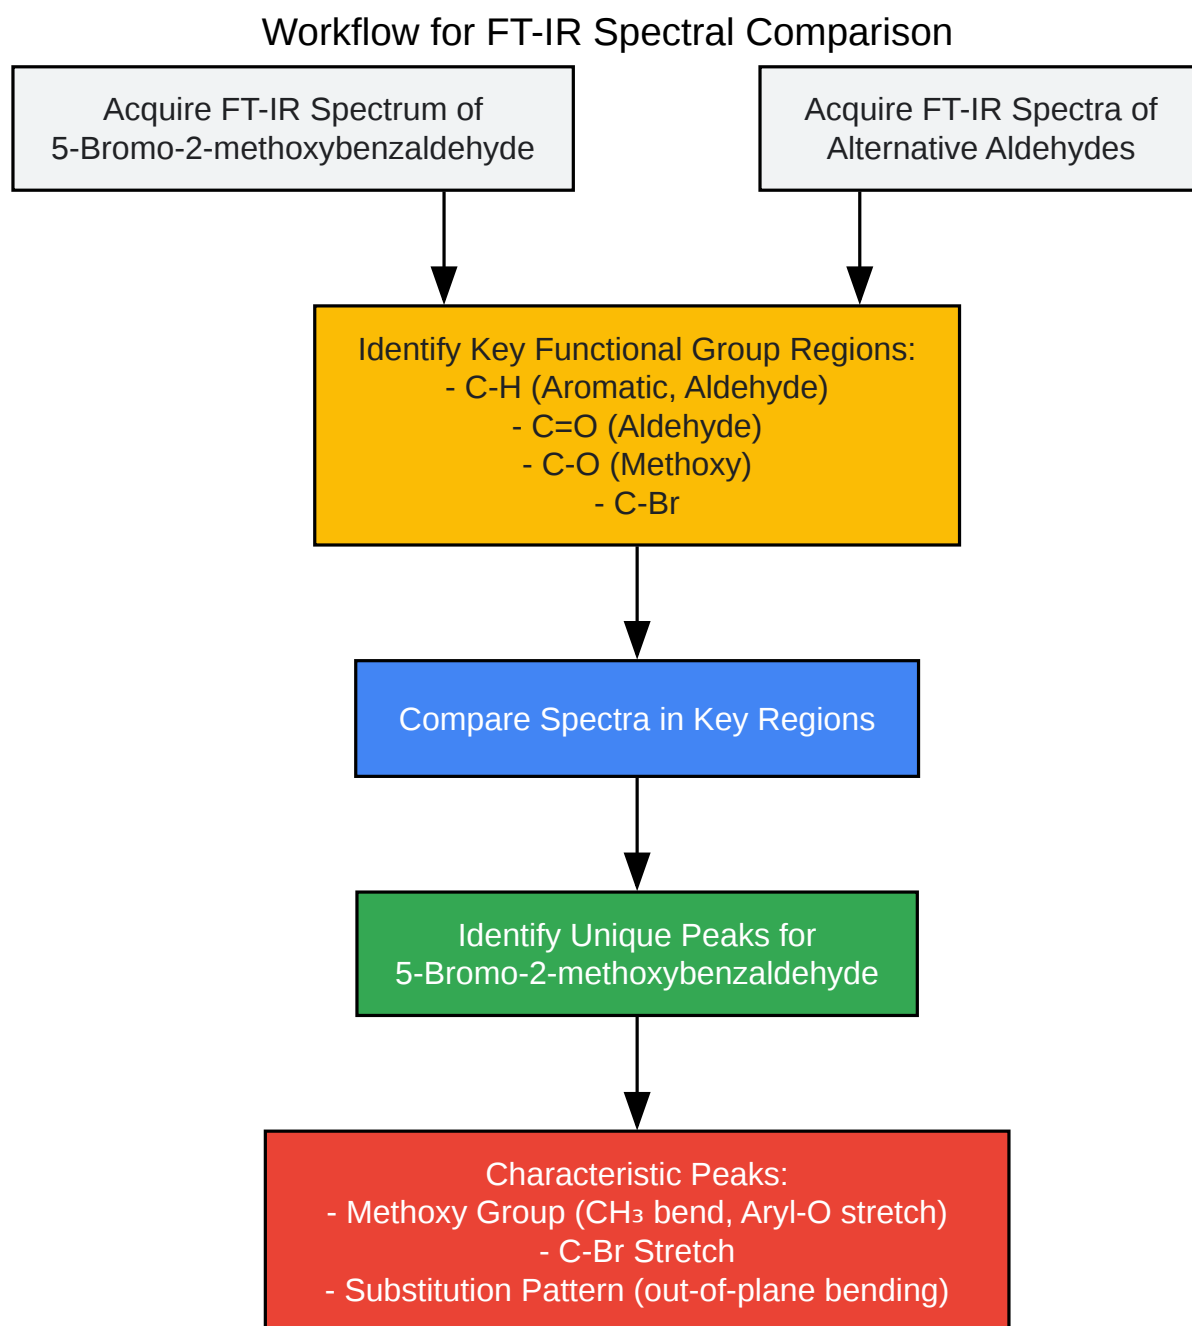 Workflow for FT-IR Spectral Comparison
Acquire FT-IR Spectrum of
5-Bromo-2-methoxybenzaldehyde
Acquire FT-IR Spectra of
Alternative Aldehydes
Identify Key Functional Group Regions:
- C-H (Aromatic, Aldehyde)
- C=O (Aldehyde)
- C-O (Methoxy)
- C-Br
Compare Spectra in Key Regions
Identify Unique Peaks for
5-Bromo-2-methoxybenzaldehyde
Characteristic Peaks:
- Methoxy Group (CH₃ bend, Aryl-O stretch)
- C-Br Stretch
- Substitution Pattern (out-of-plane bending)